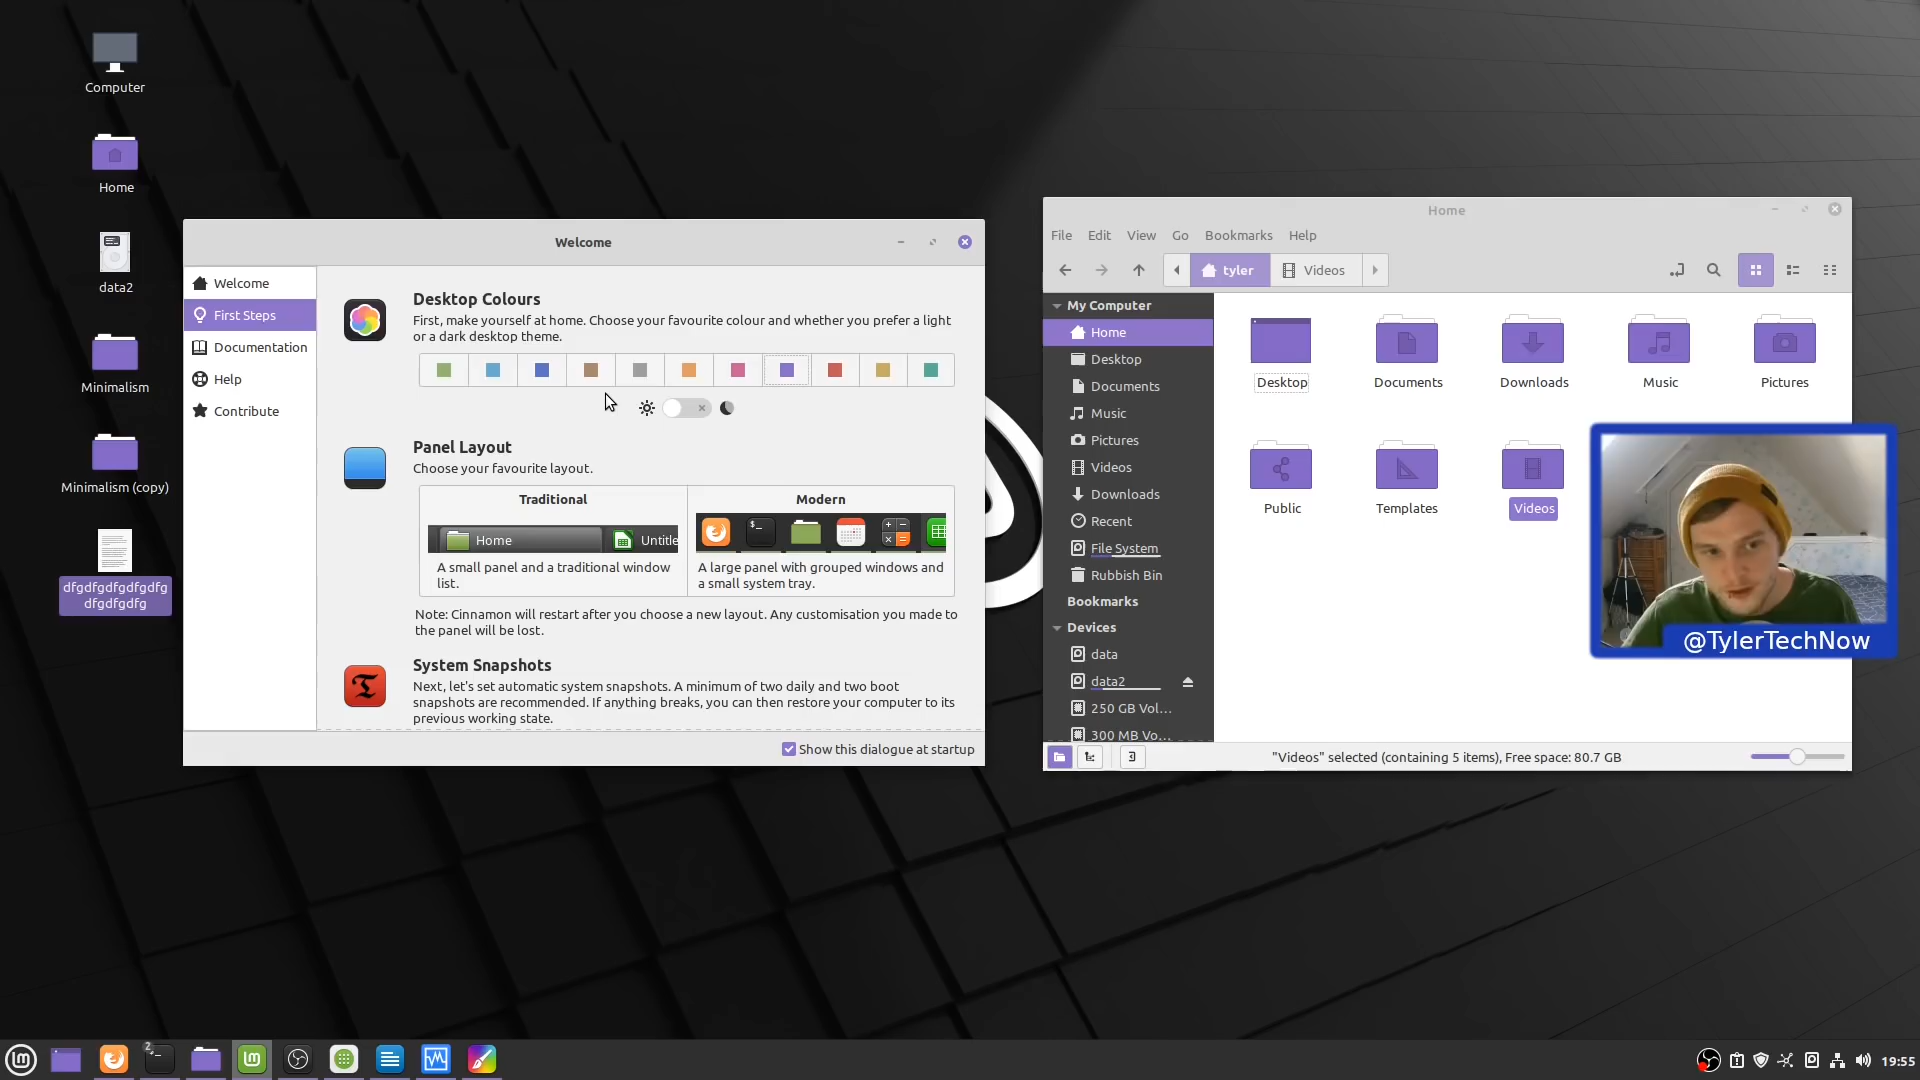 Computer
Home
data2
Minimalism
Minimalism (copy)
dfgdfgdfgdfgdfg
dfgdfgdfg
Welcome
Welcome
First Steps
Documentation
Help
Contribute
Desktop Colours
First, make yourself at home. Choose your favourite colour and whether you prefer a light
or a dark desktop theme.
Panel Layout
Choose your favourite layout.
Traditional
Home
Untitle
A small panel and a traditional window
list.
Modern
A large panel with grouped windows and
a small system tray.
Note: Cinnamon will restart after you choose a new layout. Any customisation you made to
the panel will be lost.
System Snapshots
Next, let's set automatic system snapshots. A minimum of two daily and two boot
snapshots are recommended. If anything breaks, you can then restore your computer to its
previous working state.
Show this dialogue at startup
Home
File Edit View Go Bookmarks Help
tyler Videos
My Computer
Home
Desktop
Documents
Music
Pictures
Videos
Downloads
Recent
File System
Rubbish Bin
Bookmarks
Devices
data
data2
250 GB Vol...
300 MB Vo...
Desktop
Documents
Downloads
Music
Pictures
Public
Templates
Videos
"Videos" selected (containing 5 items), Free space: 80.7 GB
@TylerTechNow
2
19:55